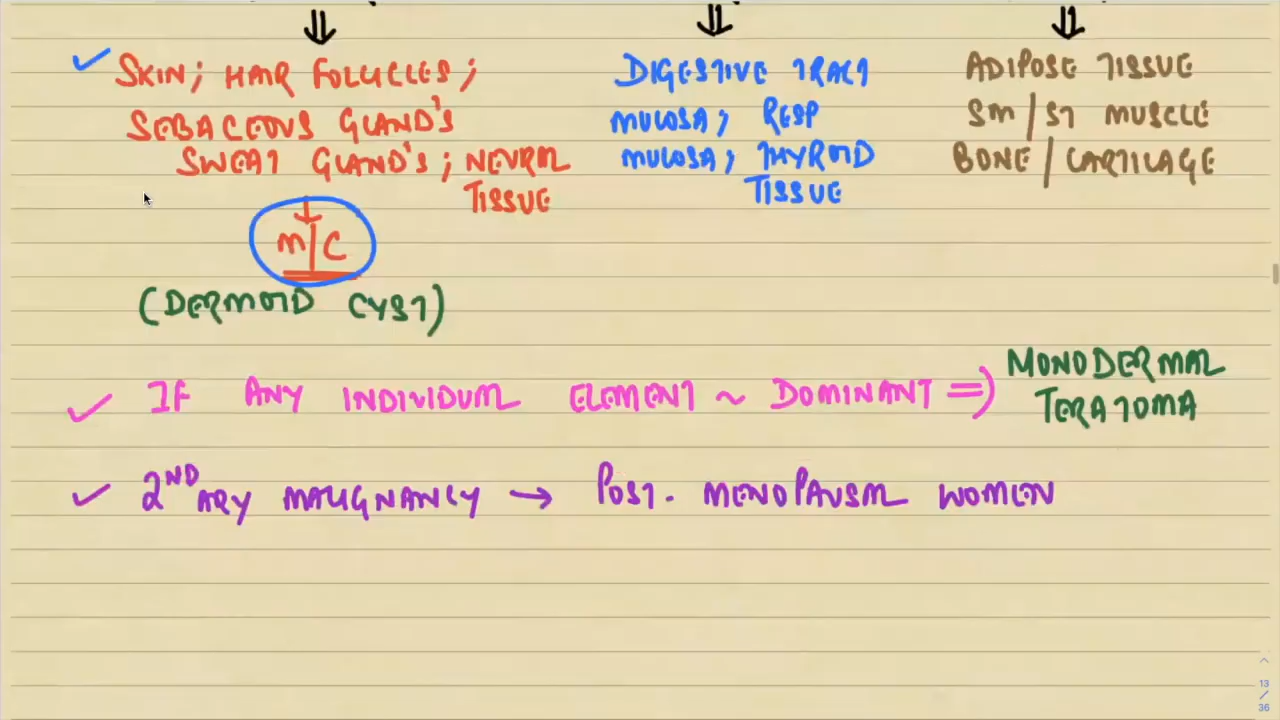 ⇓ ⇓ ⇓
✓ SKIN; HAIR FOLLICLES;
SEBACEOUS GLAND'S
SWEAT GLAND'S; NEURAL
TISSUE
↓
M/C
(DERMOID CYST)
DIGESTIVE TRACT
MUCOSA; RESP
MUCOSA; THYROID
TISSUE
ADIPOSE TISSUE
SM/ST MUSCLE
BONE/CARTILAGE
✓ IF ANY INDIVIDUAL ELEMENT ~ DOMINANT ⇒ MONODERMAL
TERATOMA
✓ 2ND ARY MALIGNANCY → POST. MENOPAUSAL WOMEN
13
/
36